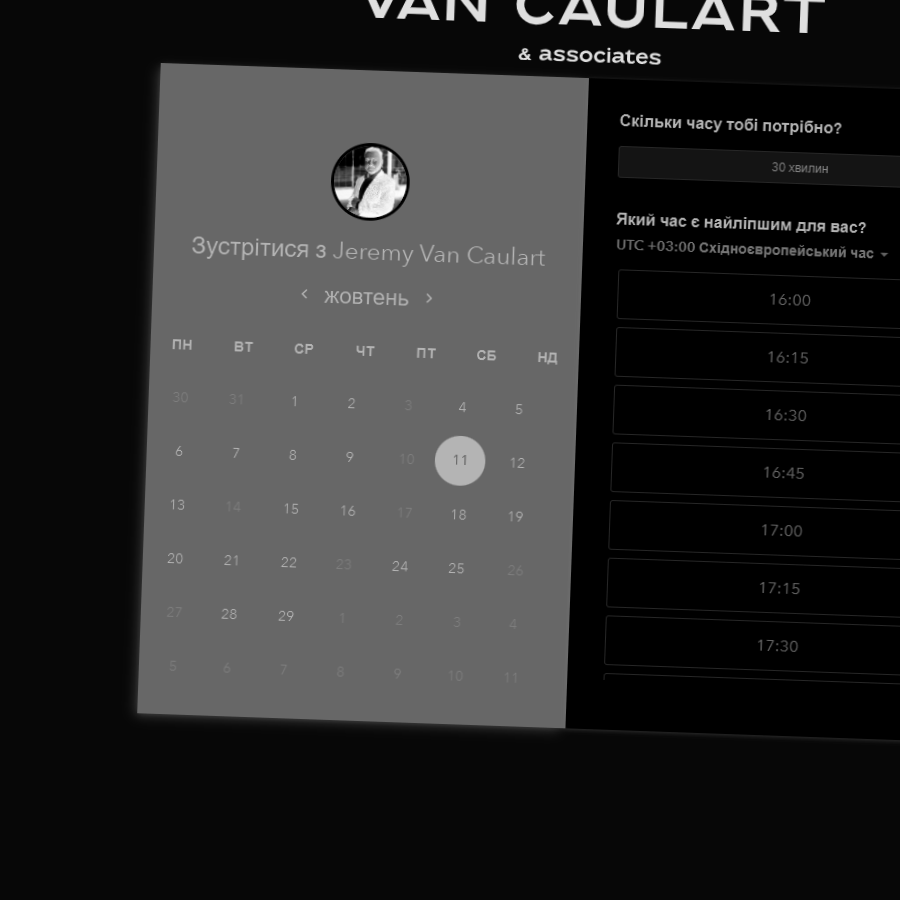 VAN CAULART
& associates
Зустрітися з Jeremy Van Caulart
жовтень
ПН ВТ СР ЧТ ПТ СБ НД
30 31 1 2 3 4 5
6 7 8 9 10 11 12
13 14 15 16 17 18 19
20 21 22 23 24 25 26
27 28 29 1 2 3 4
5 6 7 8 9 10 11
Скільки часу тобі потрібно?
30 хвилин
Який час є найліпшим для вас?
UTC +03:00 Східноєвропейський час
16:00
16:15
16:30
16:45
17:00
17:15
17:30